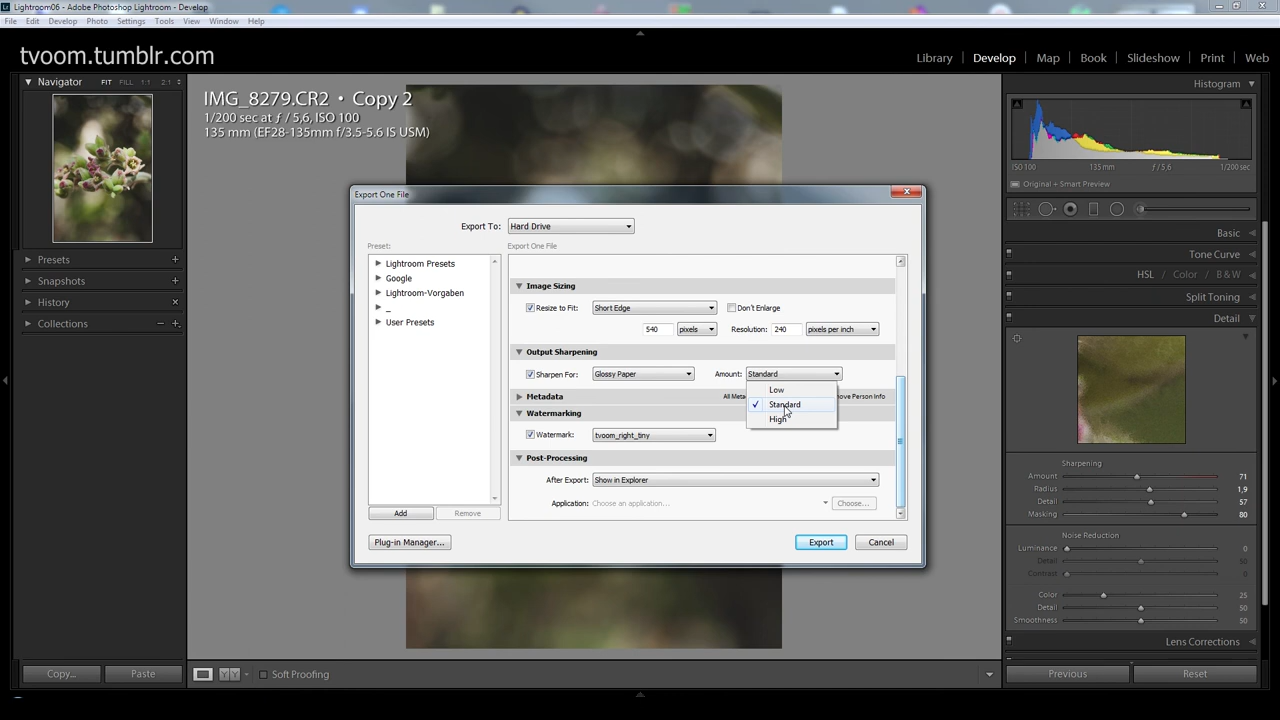 Lightroom06 - Adobe Photoshop Lightroom - Develop
File Edit Develop Photo Settings Tools View Window Help
tvoom.tumblr.com
Library | Develop | Map | Book | Slideshow | Print | Web
Navigator FIT FILL 1:1 2:1
Presets
Snapshots
History
Collections
Copy... Paste
IMG_8279.CR2 • Copy 2
1/200 sec at ƒ / 5,6, ISO 100
135 mm (EF28-135mm f/3.5-5.6 IS USM)
Export One File
Export To: Hard Drive
Preset:
Lightroom Presets
Google
Lightroom-Vorgaben
_
User Presets
Add Remove
Plug-in Manager...
Export One File
Image Sizing
Resize to Fit: Short Edge Don't Enlarge
540 pixels Resolution: 240 pixels per inch
Output Sharpening
Sharpen For: Glossy Paper Amount: Standard
Low
Standard
High
Metadata All Meta ove Person Info
Watermarking
Watermark: tvoom_right_tiny
Post-Processing
After Export: Show in Explorer
Application: Choose an application... Choose...
Export Cancel
Soft Proofing
Histogram
ISO 100 135 mm ƒ / 5,6 1/200 sec
Original + Smart Preview
Basic
Tone Curve
HSL / Color / B & W
Split Toning
Detail
Sharpening
Amount 71
Radius 1,9
Detail 57
Masking 80
Noise Reduction
Luminance 0
Detail 50
Contrast 0
Color 25
Detail 50
Smoothness 50
Lens Corrections
Previous Reset